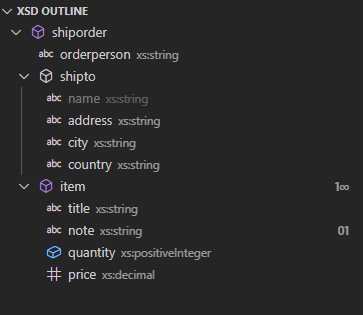 XSD OUTLINE
shiporder
abc orderperson xs:string
shipto
abc name xs:string
abc address xs:string
abc city xs:string
abc country xs:string
item 1∞
abc title xs:string
abc note xs:string 01
quantity xs:positiveInteger
price xs:decimal